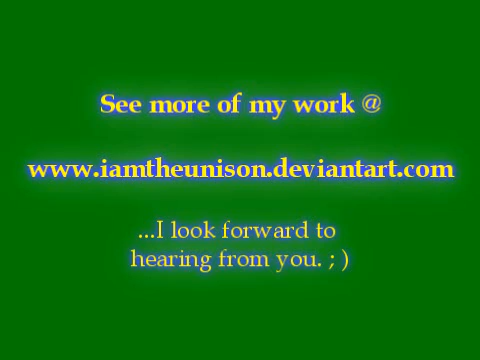 See more of my work @
www.iamtheunison.deviantart.com
...I look forward to
hearing from you. ; )